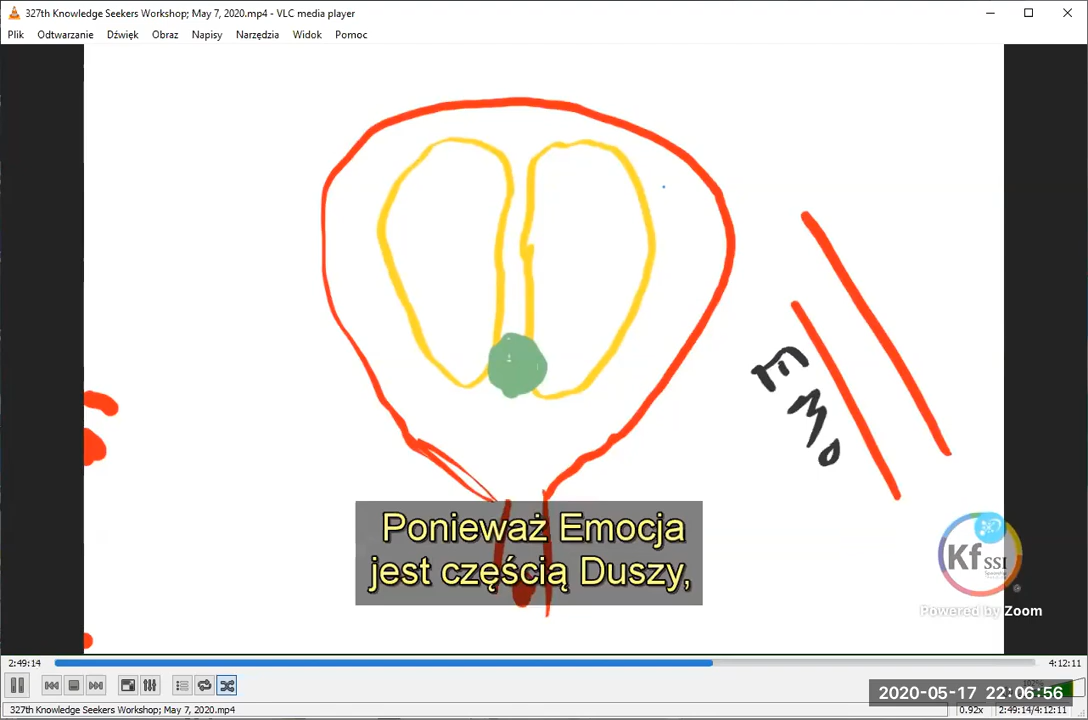 327th Knowledge Seekers Workshop; May 7, 2020.mp4 - VLC media player
Plik Odtwarzanie Dźwięk Obraz Napisy Narzędzia Widok Pomoc
EMO
Ponieważ Emocja
jest częścią Duszy,
Kf SSI
®
Powered by Zoom
2:49:14 4:12:11
102%
2020-05-17 22:06:56
327th Knowledge Seekers Workshop; May 7, 2020.mp4 0.92x 2:49:14/4:12:11